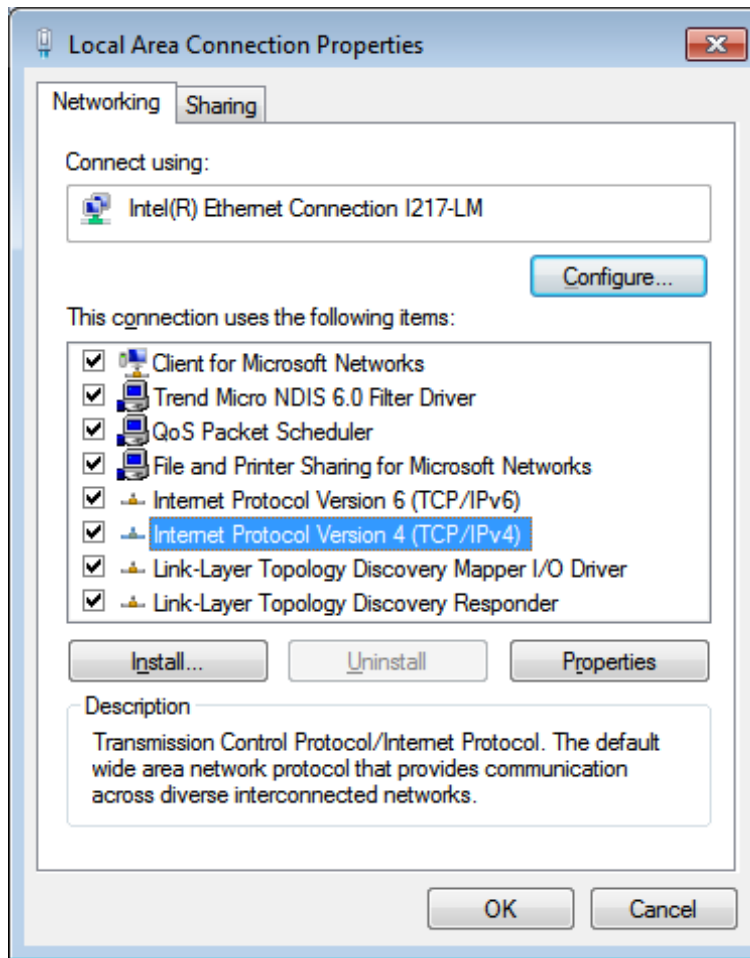 Local Area Connection Properties
Networking
Sharing
Connect using:
Intel(R) Ethernet Connection I217-LM
Configure...
This connection uses the following items:
Client for Microsoft Networks
Trend Micro NDIS 6.0 Filter Driver
QoS Packet Scheduler
File and Printer Sharing for Microsoft Networks
Internet Protocol Version 6 (TCP/IPv6)
Internet Protocol Version 4 (TCP/IPv4)
Link-Layer Topology Discovery Mapper I/O Driver
Link-Layer Topology Discovery Responder
Install...
Uninstall
Properties
Description
Transmission Control Protocol/Internet Protocol. The default
wide area network protocol that provides communication
across diverse interconnected networks.
OK
Cancel